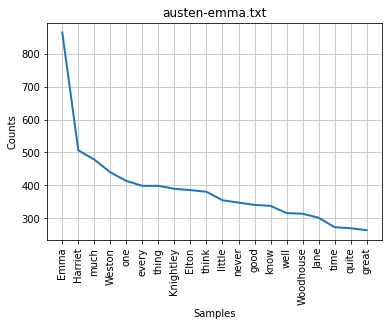 austen-emma.txt
Counts
800
700
600
500
400
300
Emma
Harriet
much
Weston
one
every
thing
Knightley
Elton
think
little
never
good
know
well
Woodhouse
Jane
time
quite
great
Samples